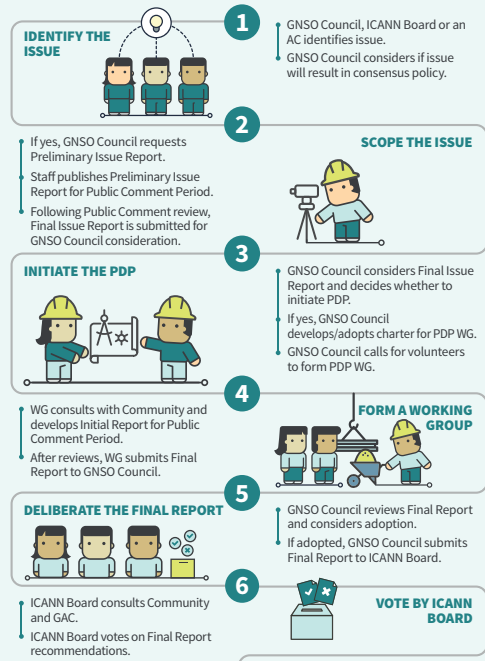 1
IDENTIFY THE
ISSUE
GNSO Council, ICANN Board or an
AC identifies issue.
GNSO Council considers if issue
will result in consensus policy.
2
SCOPE THE ISSUE
If yes, GNSO Council requests
Preliminary Issue Report.
Staff publishes Preliminary Issue
Report for Public Comment Period.
Following Public Comment review,
Final Issue Report is submitted for
GNSO Council consideration.
3
INITIATE THE PDP
GNSO Council considers Final Issue
Report and decides whether to
initiate PDP.
If yes, GNSO Council
develops/adopts charter for PDP WG.
GNSO Council calls for volunteers
to form PDP WG.
4
FORM A WORKING
GROUP
WG consults with Community and
develops Initial Report for Public
Comment Period.
After reviews, WG submits Final
Report to GNSO Council.
5
DELIBERATE THE FINAL REPORT
GNSO Council reviews Final Report
and considers adoption.
If adopted, GNSO Council submits
Final Report to ICANN Board.
6
VOTE BY ICANN
BOARD
ICANN Board consults Community
and GAC.
ICANN Board votes on Final Report
recommendations.